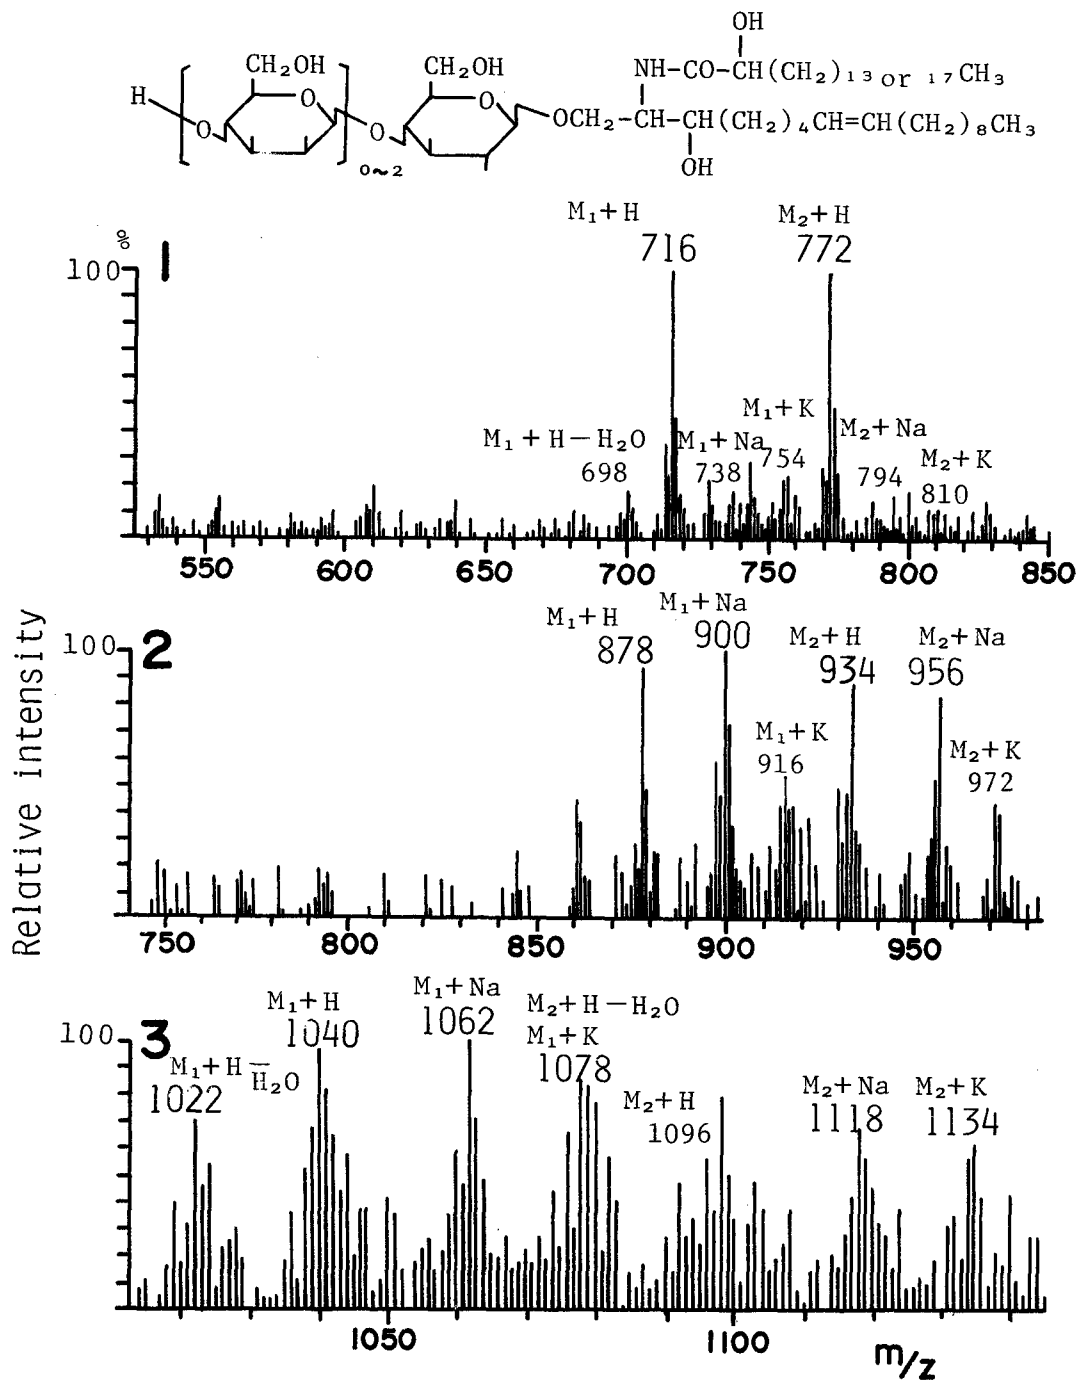 OH
CH₂OH
CH₂OH
NH-CO-CH(CH₂)₁₃ or ₁₇CH₃
H
O
O
O
O
OCH₂-CH-CH(CH₂)₄CH=CH(CH₂)₈CH₃
0~2
OH
M₁+H
M₂+H
%
716
772
100
1
M₁+K
M₁+H-H₂O
M₁+Na
M₂+Na
698
738
754
794
M₂+K
810
550
600
650
700
750
800
850
M₁+H
M₁+Na
100
2
878
900
M₂+H
M₂+Na
934
956
M₁+K
916
M₂+K
972
Relative intensity
750
800
850
900
950
M₁+H
M₁+Na
M₂+H-H₂O
100
3
1040
1062
M₁+K
M₁+H-H₂O
1022
1078
M₂+H
1096
M₂+Na
M₂+K
1118
1134
1050
1100
m/z